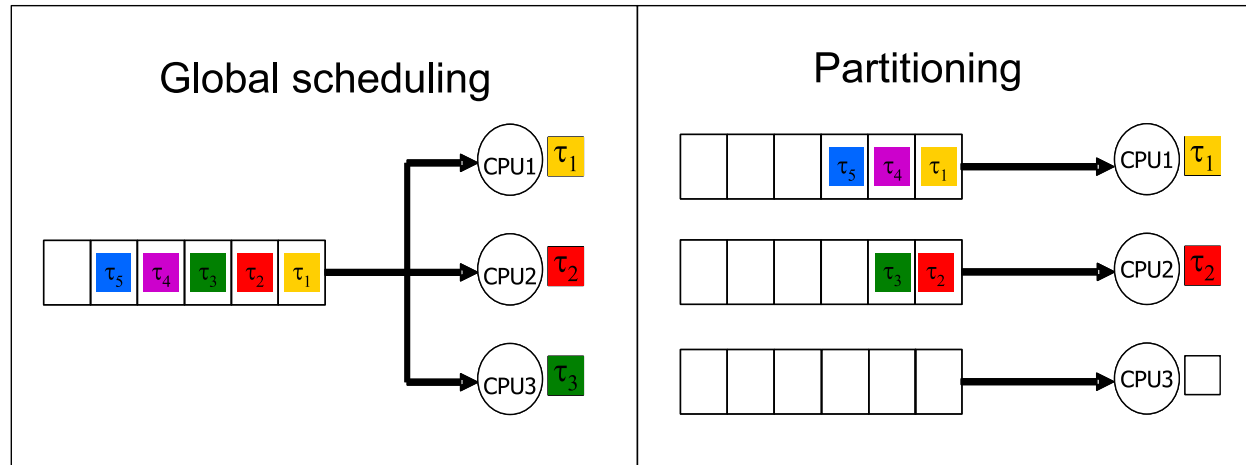 Global scheduling
CPU1 τ1
τ5 τ4 τ3 τ2 τ1 CPU2 τ2
CPU3 τ3
Partitioning
τ5 τ4 τ1 CPU1 τ1
τ3 τ2 CPU2 τ2
CPU3